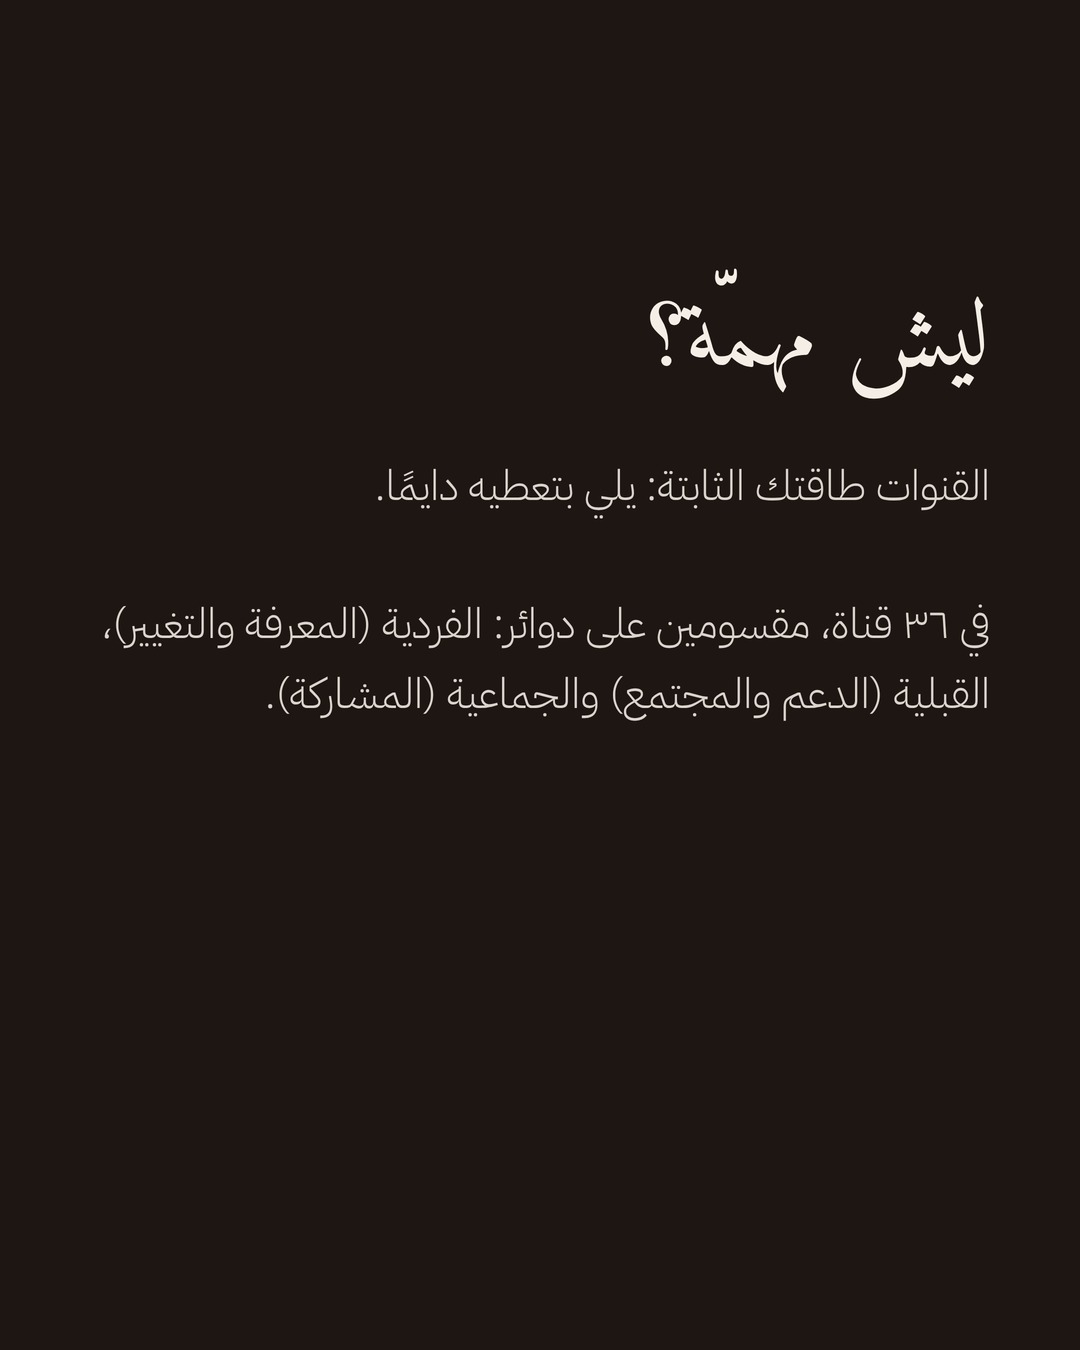 ليش مهمّة؟
القنوات طاقتك الثابتة: يلي بتعطيه دايمًا.
في ٣٦ قناة، مقسومين على دوائر: الفردية (المعرفة والتغيير)،
القبلية (الدعم والمجتمع) والجماعية (المشاركة).